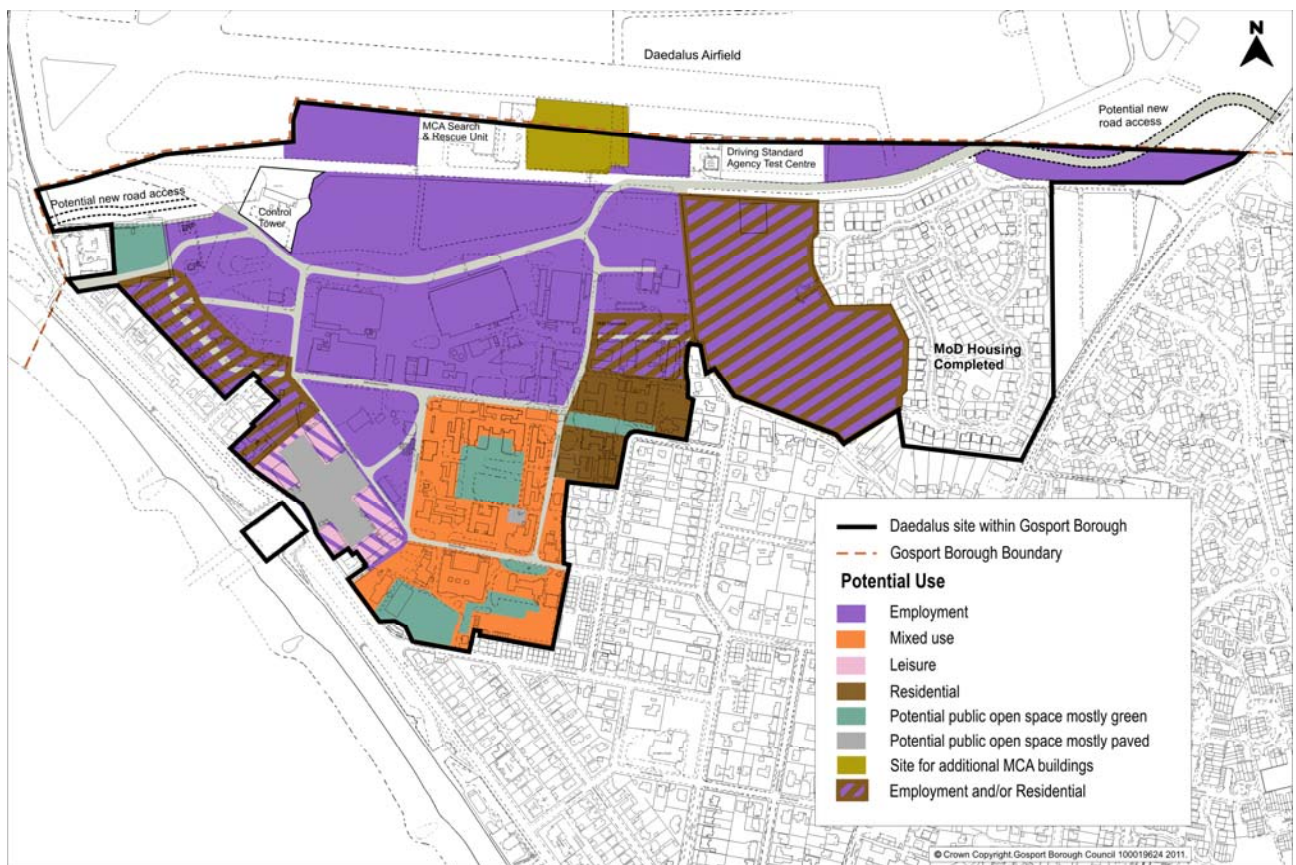 Daedalus Airfield
N
Potential new
road access
MCA Search
& Rescue Unit
Driving Standard
Agency Test Centre
Potential new road access
Control
Tower
MoD Housing
Completed
Daedalus site within Gosport Borough
Gosport Borough Boundary
Potential Use
Employment
Mixed use
Leisure
Residential
Potential public open space mostly green
Potential public open space mostly paved
Site for additional MCA buildings
Employment and/or Residential
© Crown Copyright.Gosport Borough Council 100019624 2011.